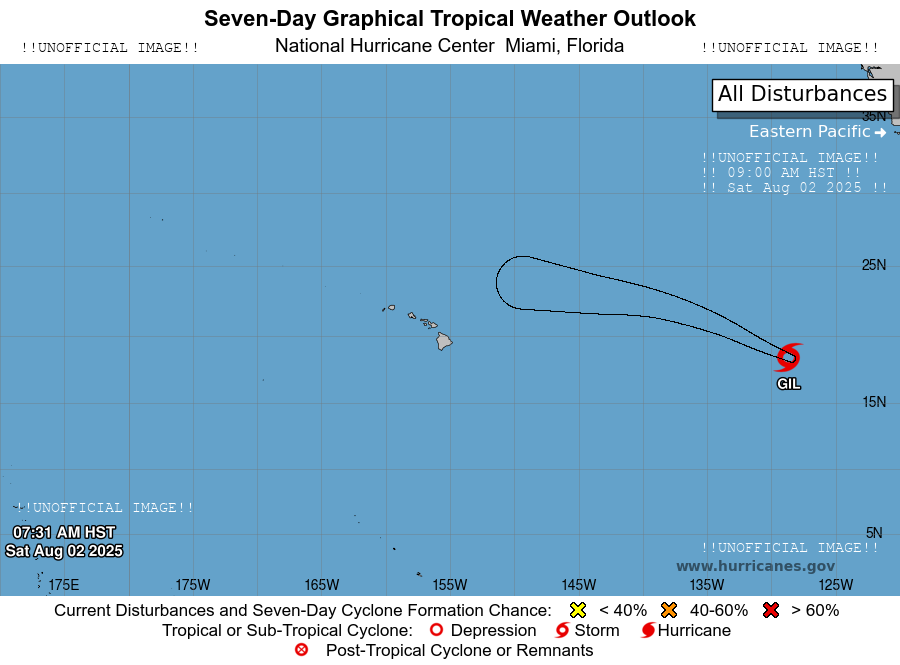 Seven-Day Graphical Tropical Weather Outlook
!!UNOFFICIAL IMAGE!! National Hurricane Center Miami, Florida !!UNOFFICIAL IMAGE!!
All Disturbances
35N
Eastern Pacific➜
!!UNOFFICIAL IMAGE!!
!! 09:00 AM HST !!
!! Sat Aug 02 2025 !!
25N
GIL
15N
!!UNOFFICIAL IMAGE!!
07:31 AM HST
Sat Aug 02 2025
5N
!!UNOFFICIAL IMAGE!!
www.hurricanes.gov
175E 175W 165W 155W 145W 135W 125W
Current Disturbances and Seven-Day Cyclone Formation Chance: < 40% 40-60% > 60%
Tropical or Sub-Tropical Cyclone: Depression Storm Hurricane
Post-Tropical Cyclone or Remnants